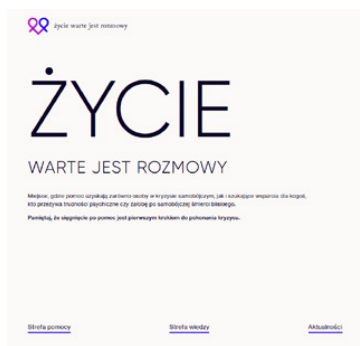 życie warte jest rozmowy
ŻYCIE
WARTE JEST ROZMOWY
Miejsce, gdzie pomoc uzyskają zarówno osoby w kryzysie samobójczym, jak i szukające wsparcia dla kogoś,
kto przeżywa trudności psychiczne czy żałobę po samobójczej śmierci bliskiego.
Pamiętaj, że sięgnięcie po pomoc jest pierwszym krokiem do pokonania kryzysu.
Strefa pomocy
Strefa wiedzy
Aktualności